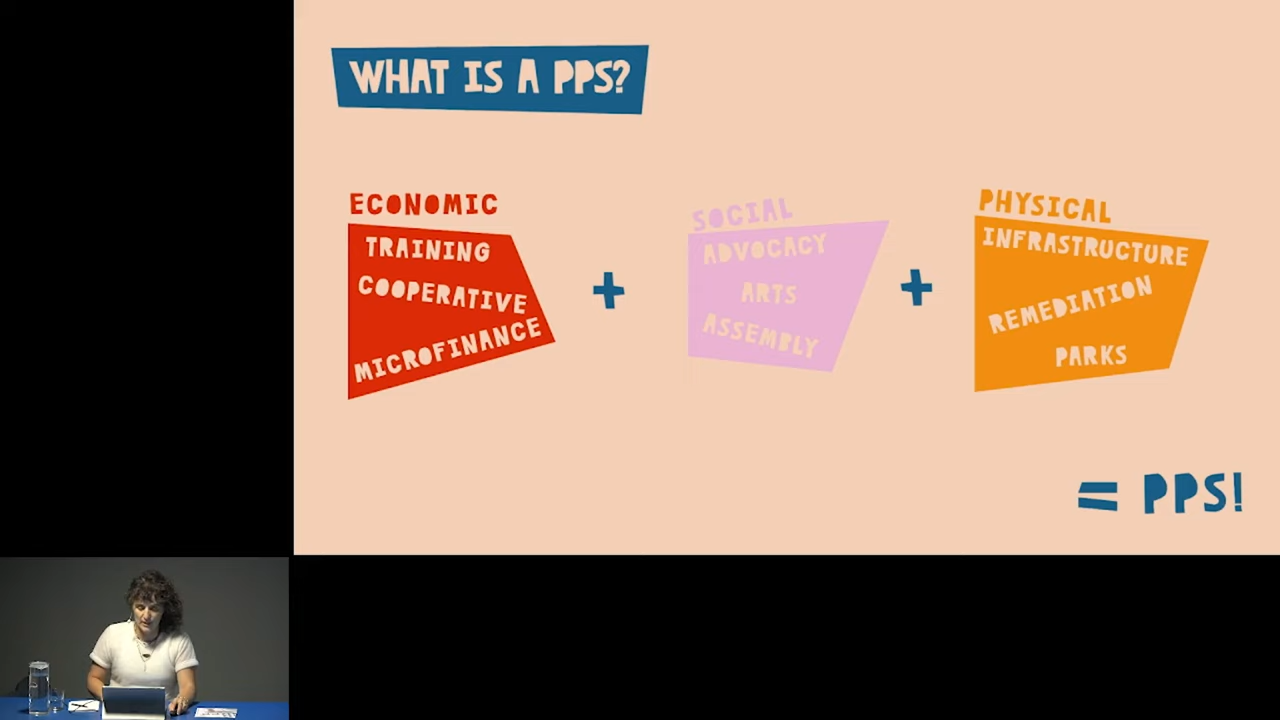 WHAT IS A PPS?
ECONOMIC
TRAINING
COOPERATIVE
MICROFINANCE
+
SOCIAL
ADVOCACY
ARTS
ASSEMBLY
+
PHYSICAL
INFRASTRUCTURE
REMEDIATION
PARKS
= PPS!